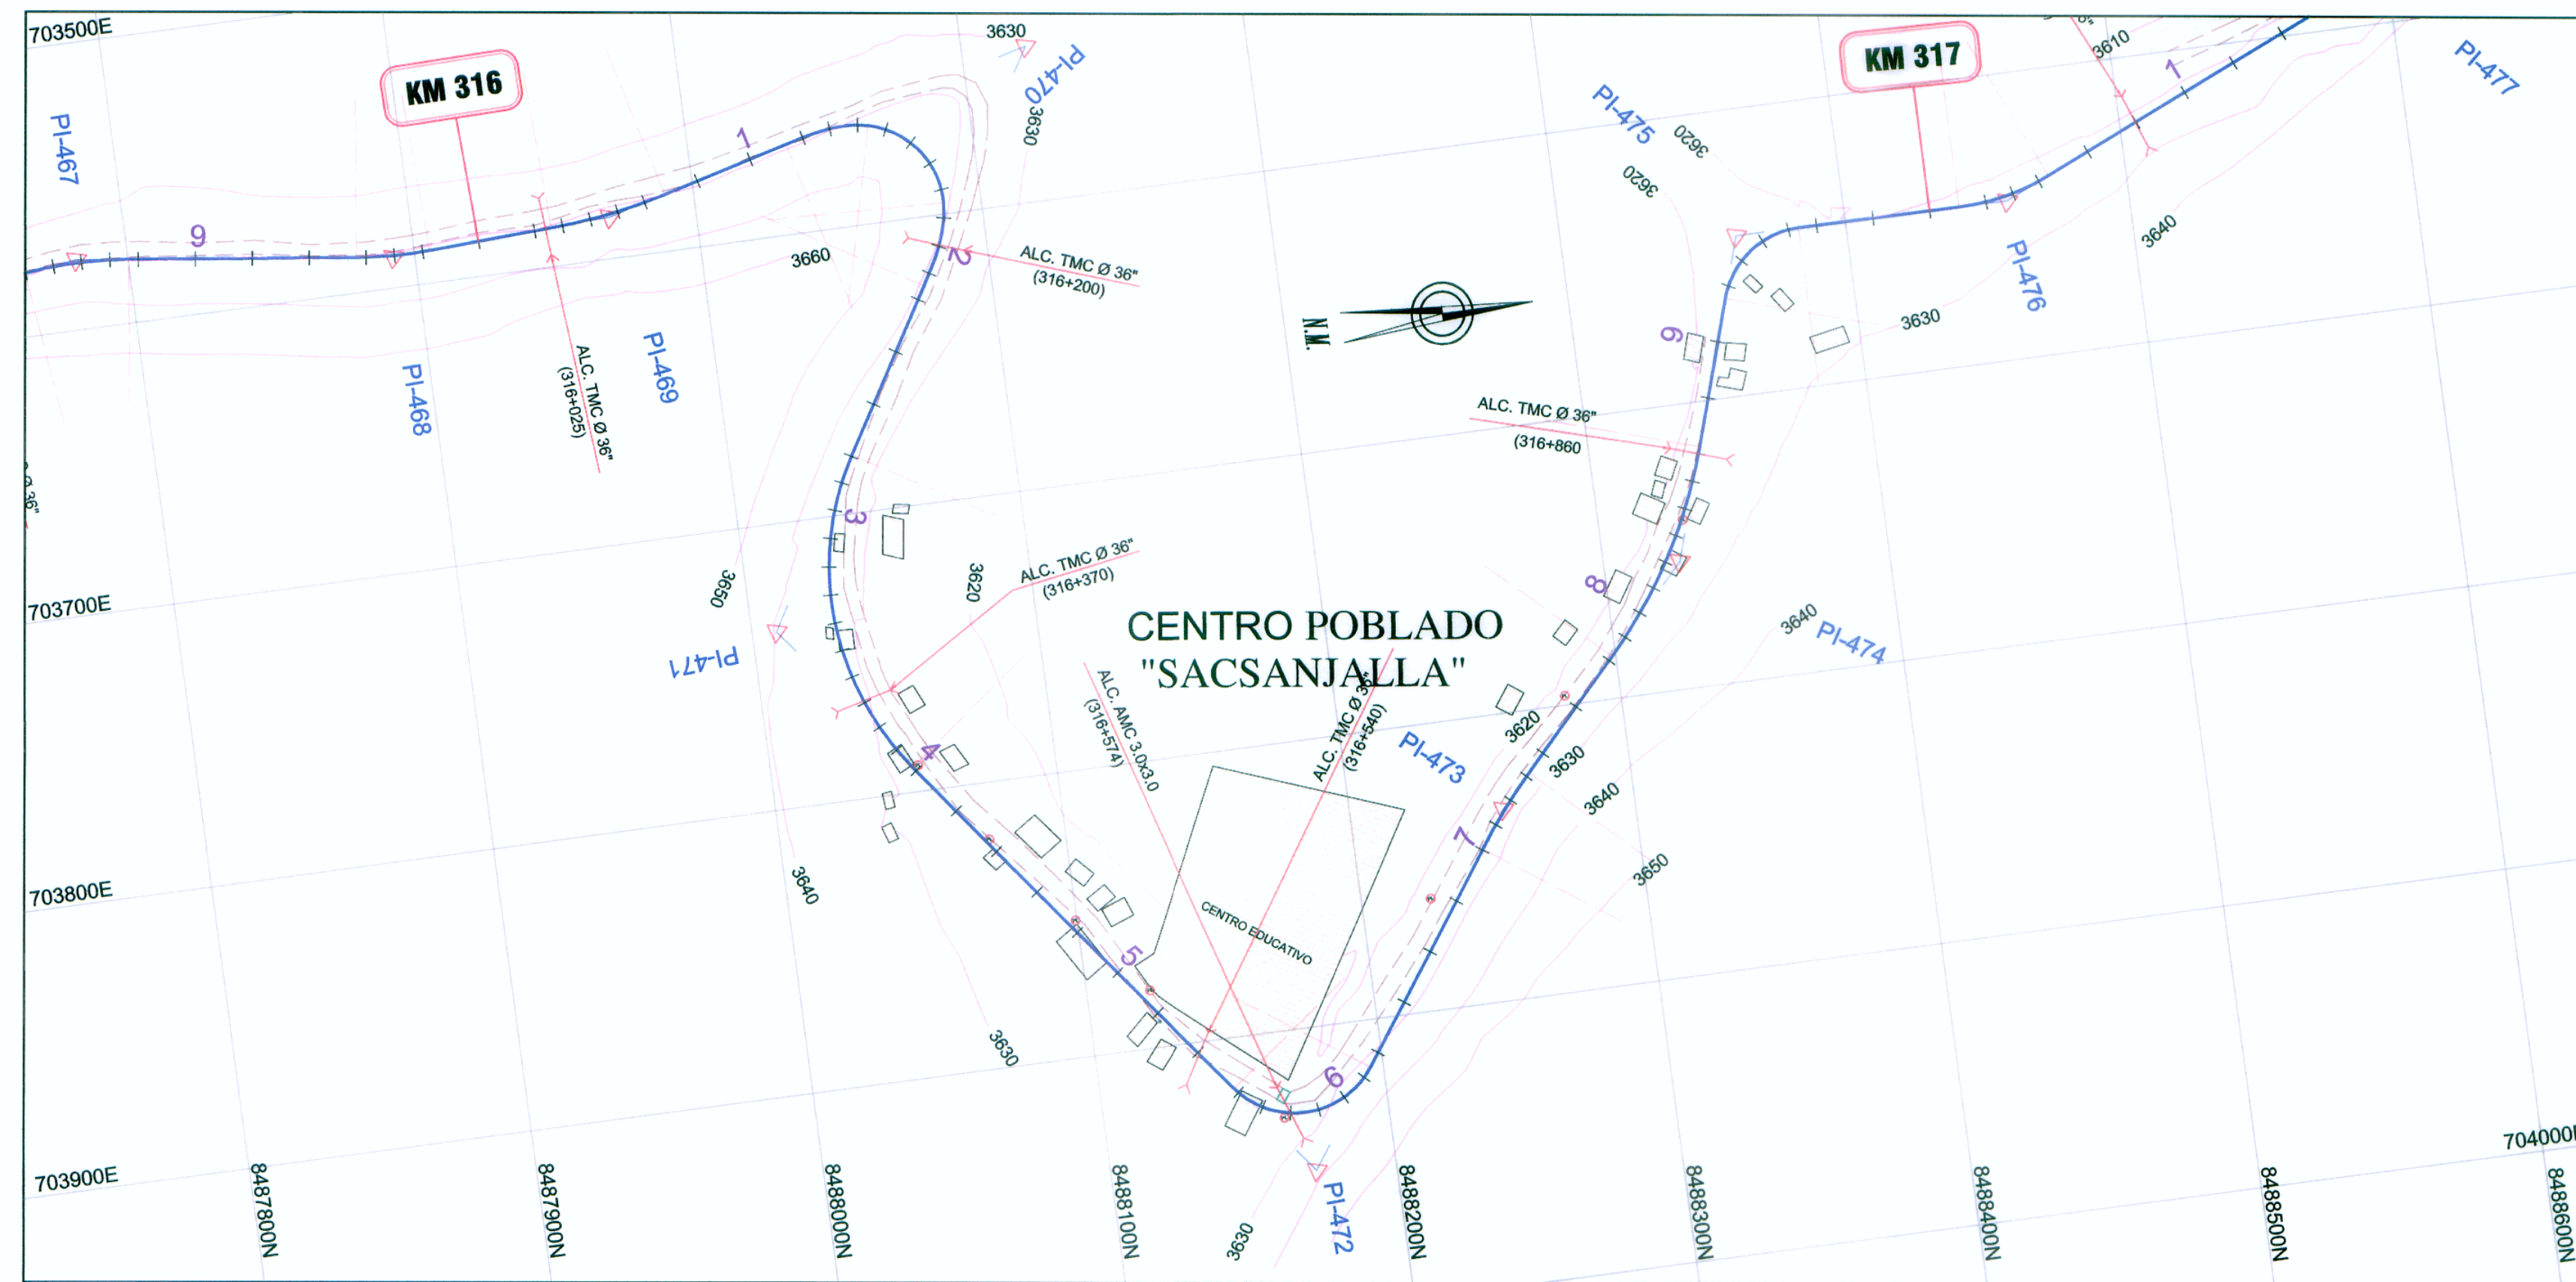 703500E
KM 316
3630
PI-470
3630
KM 317
3610
1
PI-477
PI-475
3620
3620
PI-467
1
9
3660
2
ALC. TMC Ø 36"
(316+200)
N.M.
3640
PI-476
3630
6
PI-468
ALC. TMC Ø 36"
(316+025)
PI-469
ALC. TMC Ø 36"
(316+860
Ø 36"
3
3650
703700E
PI-471
ALC. TMC Ø 36"
(316+370)
3620
CENTRO POBLADO
"SACSANJALLA"
8
3640
PI-474
ALC. AMC 3.0x3.0
(316+574)
ALC. TMC Ø 36"
(316+540)
PI-473
3620
3630
3640
4
3640
7
3650
703800E
CENTRO EDUCATIVO
5
3630
6
703900E
3630
PI-472
704000E
8487800N
8487900N
8488000N
8488100N
8488200N
8488300N
8488400N
8488500N
8488600N